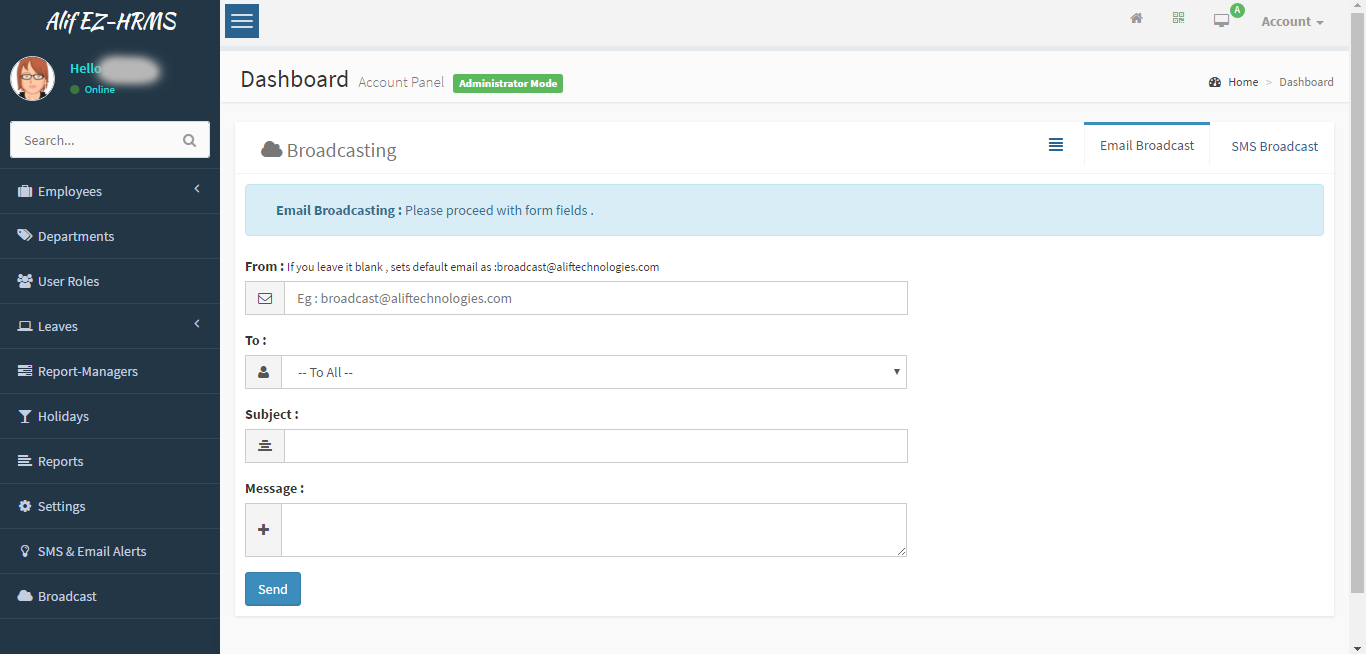 Alif EZ-HRMS
A
Account
Hello
Online
Dashboard Account Panel Administrator Mode
Home > Dashboard
Search...
Employees
Departments
User Roles
Leaves
Report-Managers
Holidays
Reports
Settings
SMS & Email Alerts
Broadcast
Broadcasting
Email Broadcast
SMS Broadcast
Email Broadcasting : Please proceed with form fields .
From : If you leave it blank , sets default email as :broadcast@aliftechnologies.com
Eg : broadcast@aliftechnologies.com
To :
-- To All --
Subject :
Message :
Send